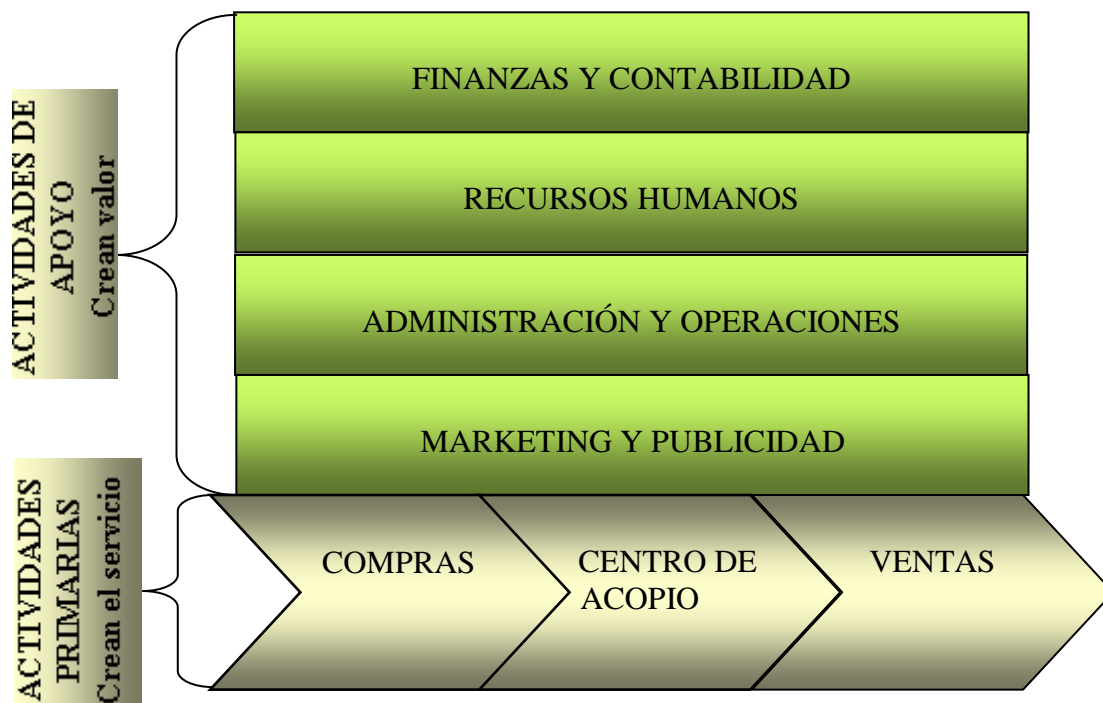 ACTIVIDADES DE
APOYO
Crean valor
FINANZAS Y CONTABILIDAD
RECURSOS HUMANOS
ADMINISTRACIÓN Y OPERACIONES
MARKETING Y PUBLICIDAD
ACTIVIDADES
PRIMARIAS
Crean el servicio
COMPRAS
CENTRO DE
ACOPIO
VENTAS